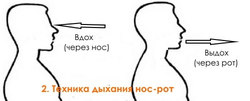 Вдох
(через нос)
Выдох
(через рот)
2. Техника дыхания нос-рот